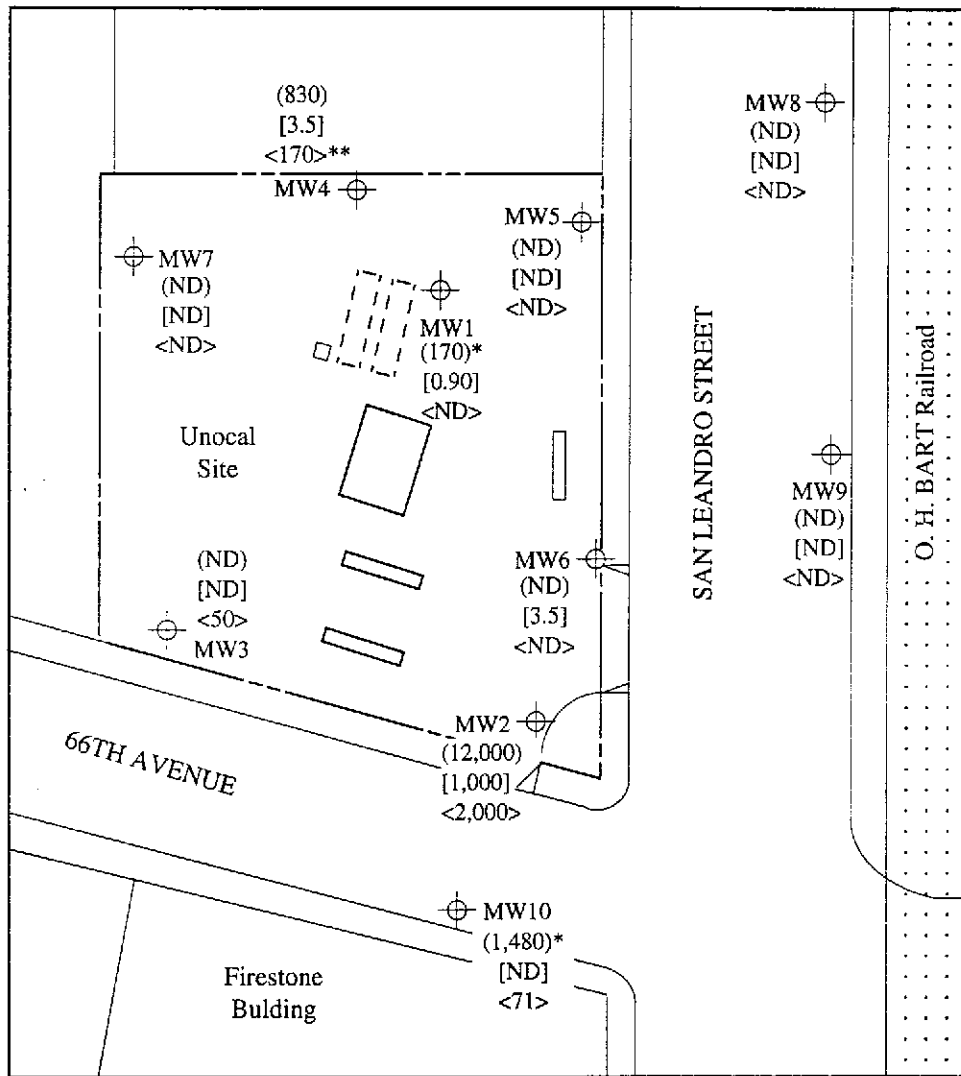 (830)
[3.5]
<170>**
MW4
MW8
(ND)
[ND]
<ND>
MW5
(ND)
[ND]
<ND>
MW7
(ND)
[ND]
<ND>
MW1
(170)*
[0.90]
<ND>
Unocal
Site
SAN LEANDRO STREET
O. H. BART Railroad
MW9
(ND)
[ND]
<ND>
(ND)
[ND]
<50>
MW3
MW6
(ND)
[3.5]
<ND>
MW2
(12,000)
[1,000]
<2,000>
66TH AVENUE
MW10
(1,480)*
[ND]
<71>
Firestone
Bulding